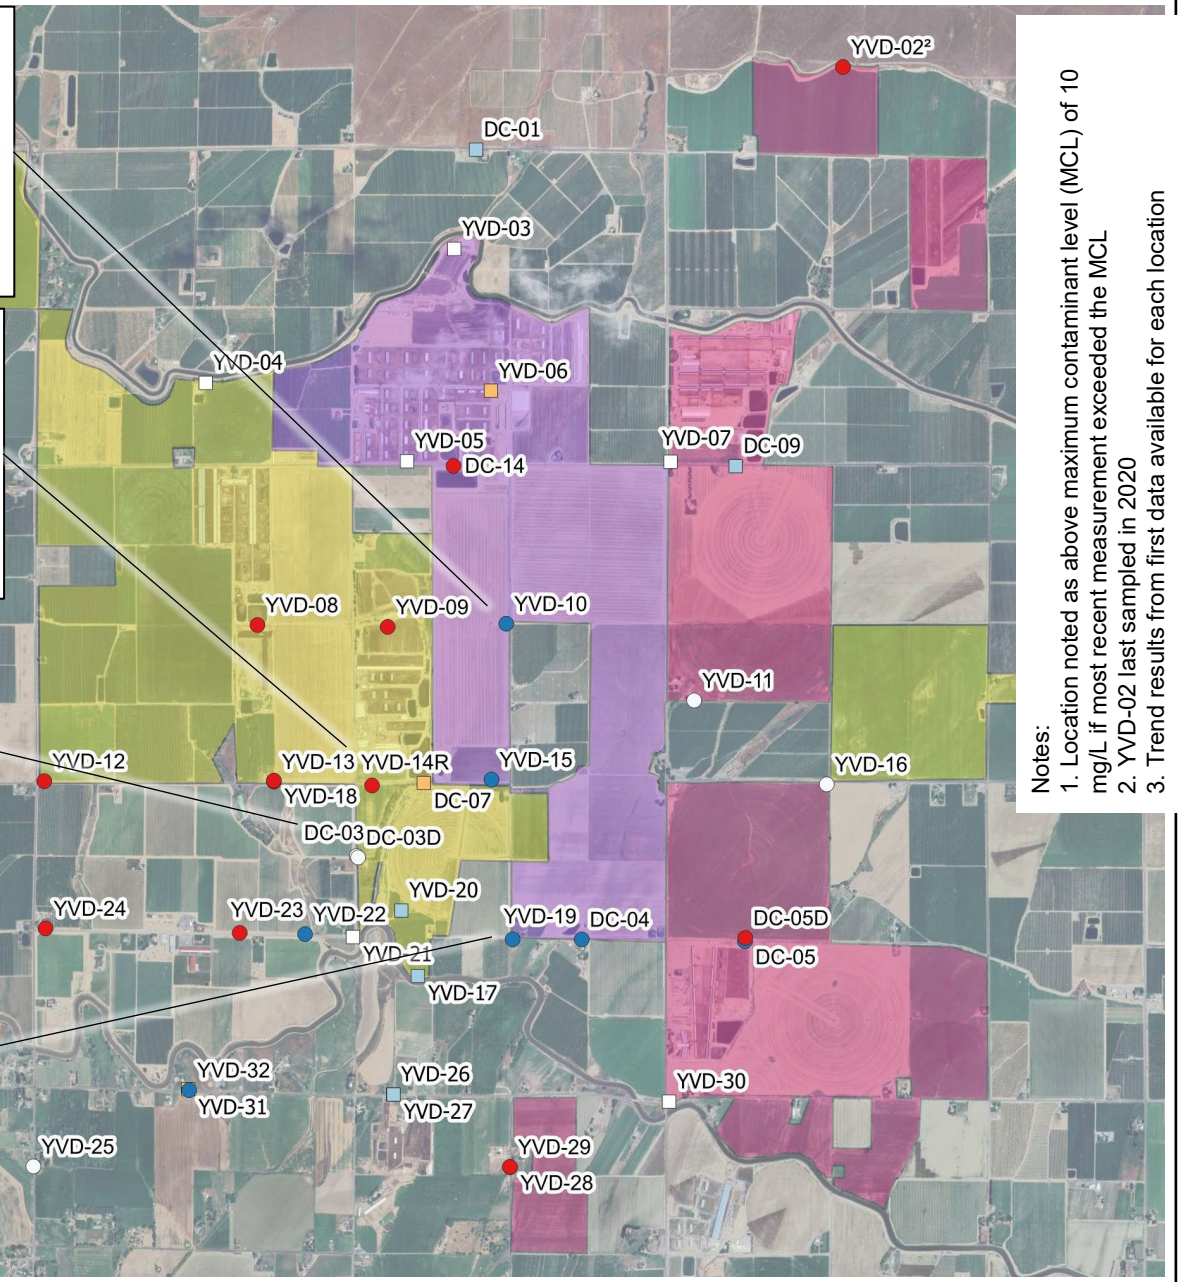 YVD-02²
DC-01
YVD-03
YVD-04
YVD-06
YVD-05
DC-14
YVD-07
DC-09
YVD-08
YVD-09
YVD-10
YVD-11
YVD-12
YVD-13
YVD-14R
YVD-15
YVD-16
YVD-18
DC-07
DC-03
DC-03D
YVD-20
YVD-24
YVD-23
YVD-22
YVD-19
DC-04
DC-05D
DC-05
YVD-21
YVD-17
YVD-32
YVD-31
YVD-26
YVD-27
YVD-30
YVD-25
YVD-29
YVD-28
Notes:
1. Location noted as above maximum contaminant level (MCL) of 10
mg/L if most recent measurement exceeded the MCL
2. YVD-02 last sampled in 2020
3. Trend results from first data available for each location